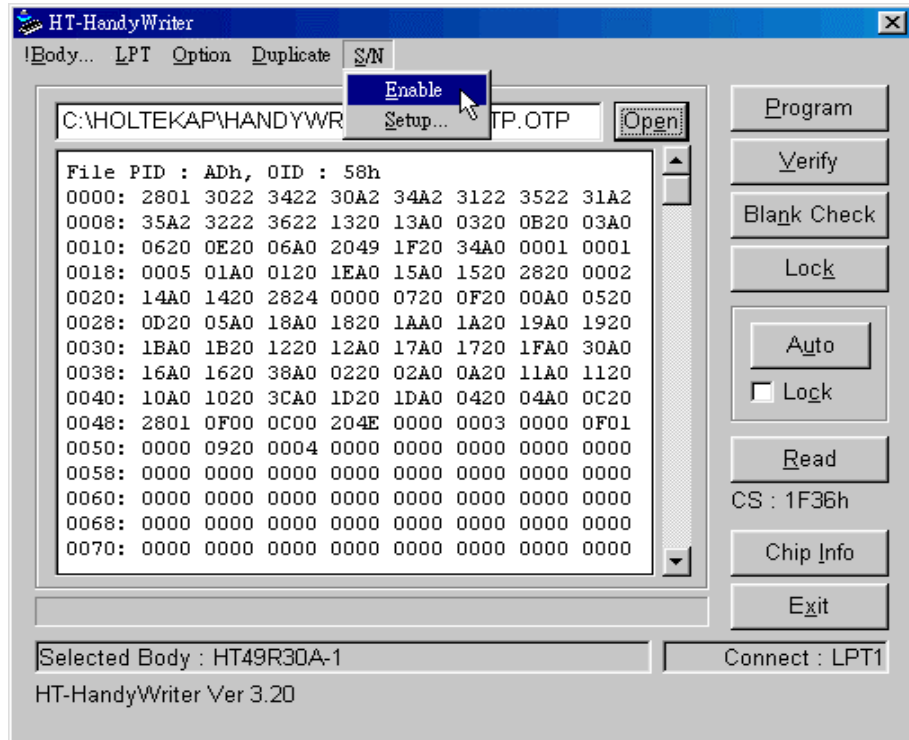 HT-HandyWriter
!Body... LPT Option Duplicate S/N
Enable
Setup...
C:\HOLTEKAP\HANDYWR TP.OTP Open
File PID : ADh, OID : 58h
0000: 2801 3022 3422 30A2 34A2 3122 3522 31A2
0008: 35A2 3222 3622 1320 13A0 0320 0B20 03A0
0010: 0620 0E20 06A0 2049 1F20 34A0 0001 0001
0018: 0005 01A0 0120 1EA0 15A0 1520 2820 0002
0020: 14A0 1420 2824 0000 0720 0F20 00A0 0520
0028: 0D20 05A0 18A0 1820 1AA0 1A20 19A0 1920
0030: 1BA0 1B20 1220 12A0 17A0 1720 1FA0 30A0
0038: 16A0 1620 38A0 0220 02A0 0A20 11A0 1120
0040: 10A0 1020 3CA0 1D20 1DA0 0420 04A0 0C20
0048: 2801 0F00 0C00 204E 0000 0003 0000 0F01
0050: 0000 0920 0004 0000 0000 0000 0000 0000
0058: 0000 0000 0000 0000 0000 0000 0000 0000
0060: 0000 0000 0000 0000 0000 0000 0000 0000
0068: 0000 0000 0000 0000 0000 0000 0000 0000
0070: 0000 0000 0000 0000 0000 0000 0000 0000
Program
Verify
Blank Check
Lock
Auto
Lock
Read
CS : 1F36h
Chip Info
Exit
Selected Body : HT49R30A-1 Connect : LPT1
HT-HandyWriter Ver 3.20